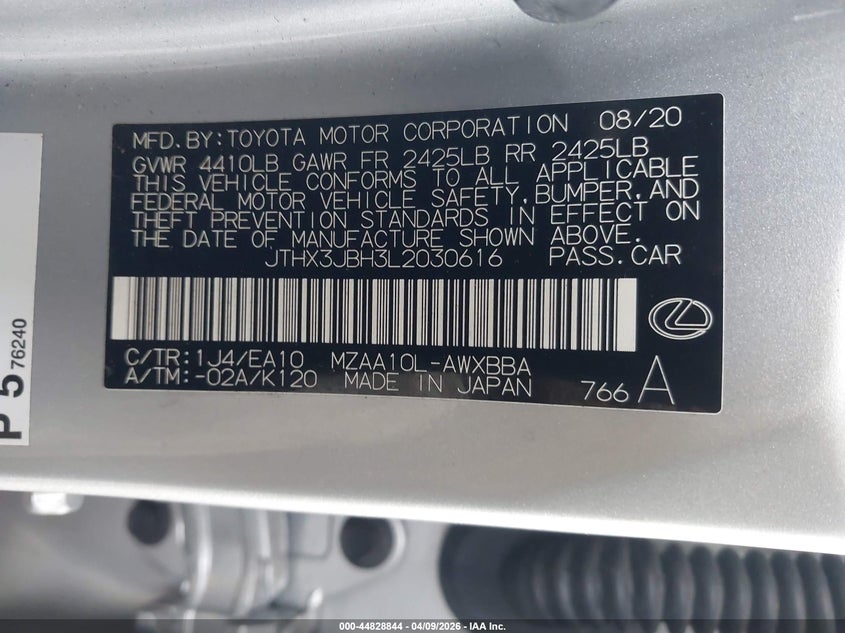 MFD.BY:TOYOTA MOTOR CORPORATION 08/20
GVWR 4410LB GAWR FR 2425LB RR 2425LB
THIS VEHICLE CONFORMS TO ALL APPLICABLE
FEDERAL MOTOR VEHICLE SAFETY,BUMPER,AND
THEFT PREVENTION STANDARDS IN EFFECT ON
THE DATE OF MANUFACTURE SHOWN ABOVE.
JTHX3JBH3L2030616 PASS.CAR
C/TR:1J4/EA10 MZAA10L-AWXBBA
A/TM:-02A/K120 MADE IN JAPAN 766 A
P 5 76240
000-44828844 - 04/09/2026 - IAA Inc.